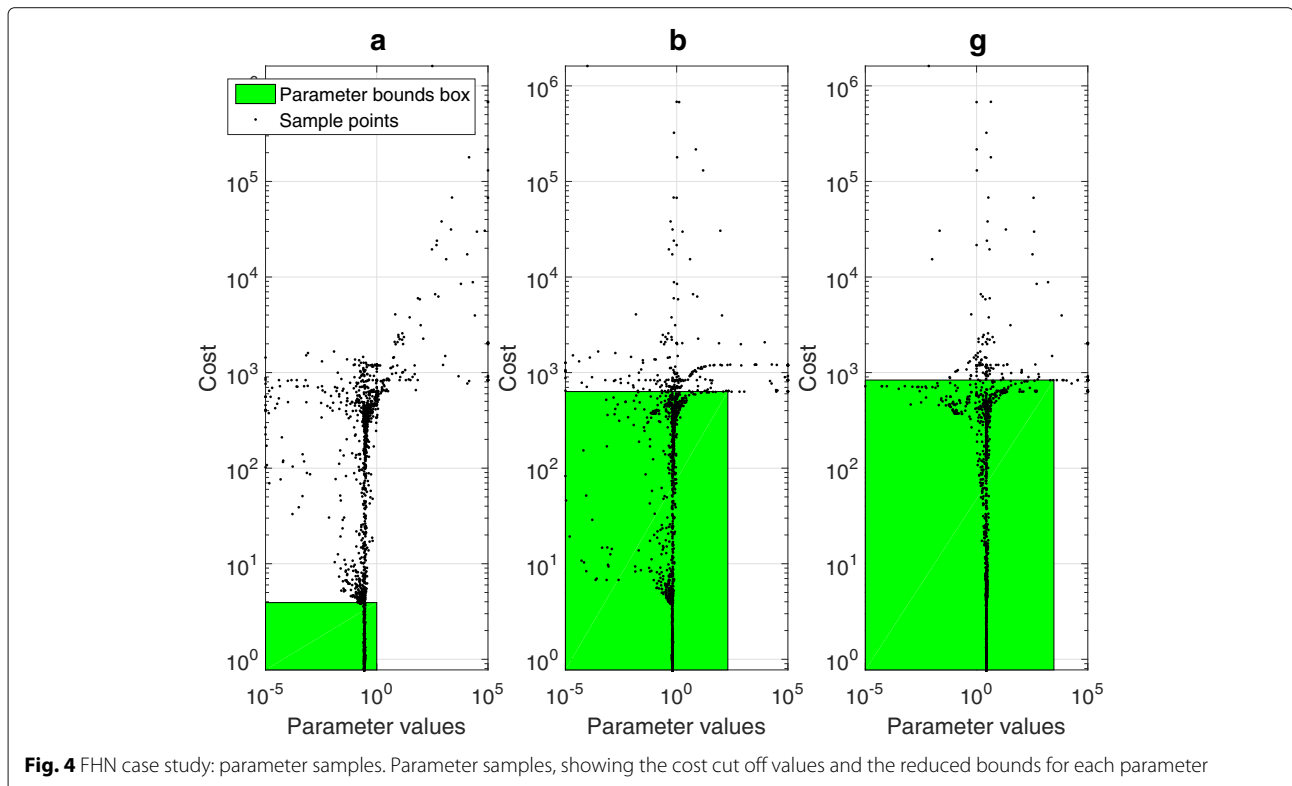 a
b
g
Parameter bounds box
Sample points
Cost
10^5
10^4
10^3
10^2
10^1
10^0
10^-5
10^0
10^5
Parameter values
Cost
10^6
10^5
10^4
10^3
10^2
10^1
10^0
10^-5
10^0
10^5
Parameter values
Cost
10^6
10^5
10^4
10^3
10^2
10^1
10^0
10^-5
10^0
10^5
Parameter values
Fig. 4 FHN case study: parameter samples. Parameter samples, showing the cost cut off values and the reduced bounds for each parameter